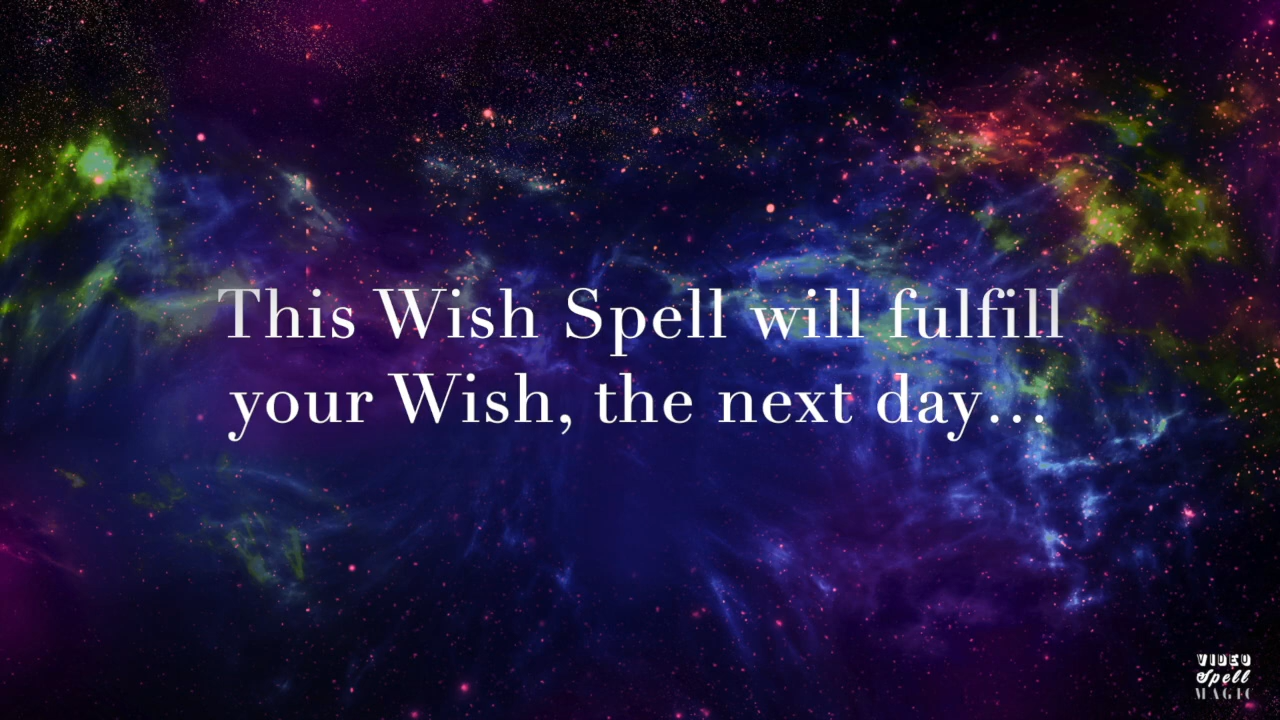 This Wish Spell will fulfill
your Wish, the next day...
VIDEO
Spell
MAGIC